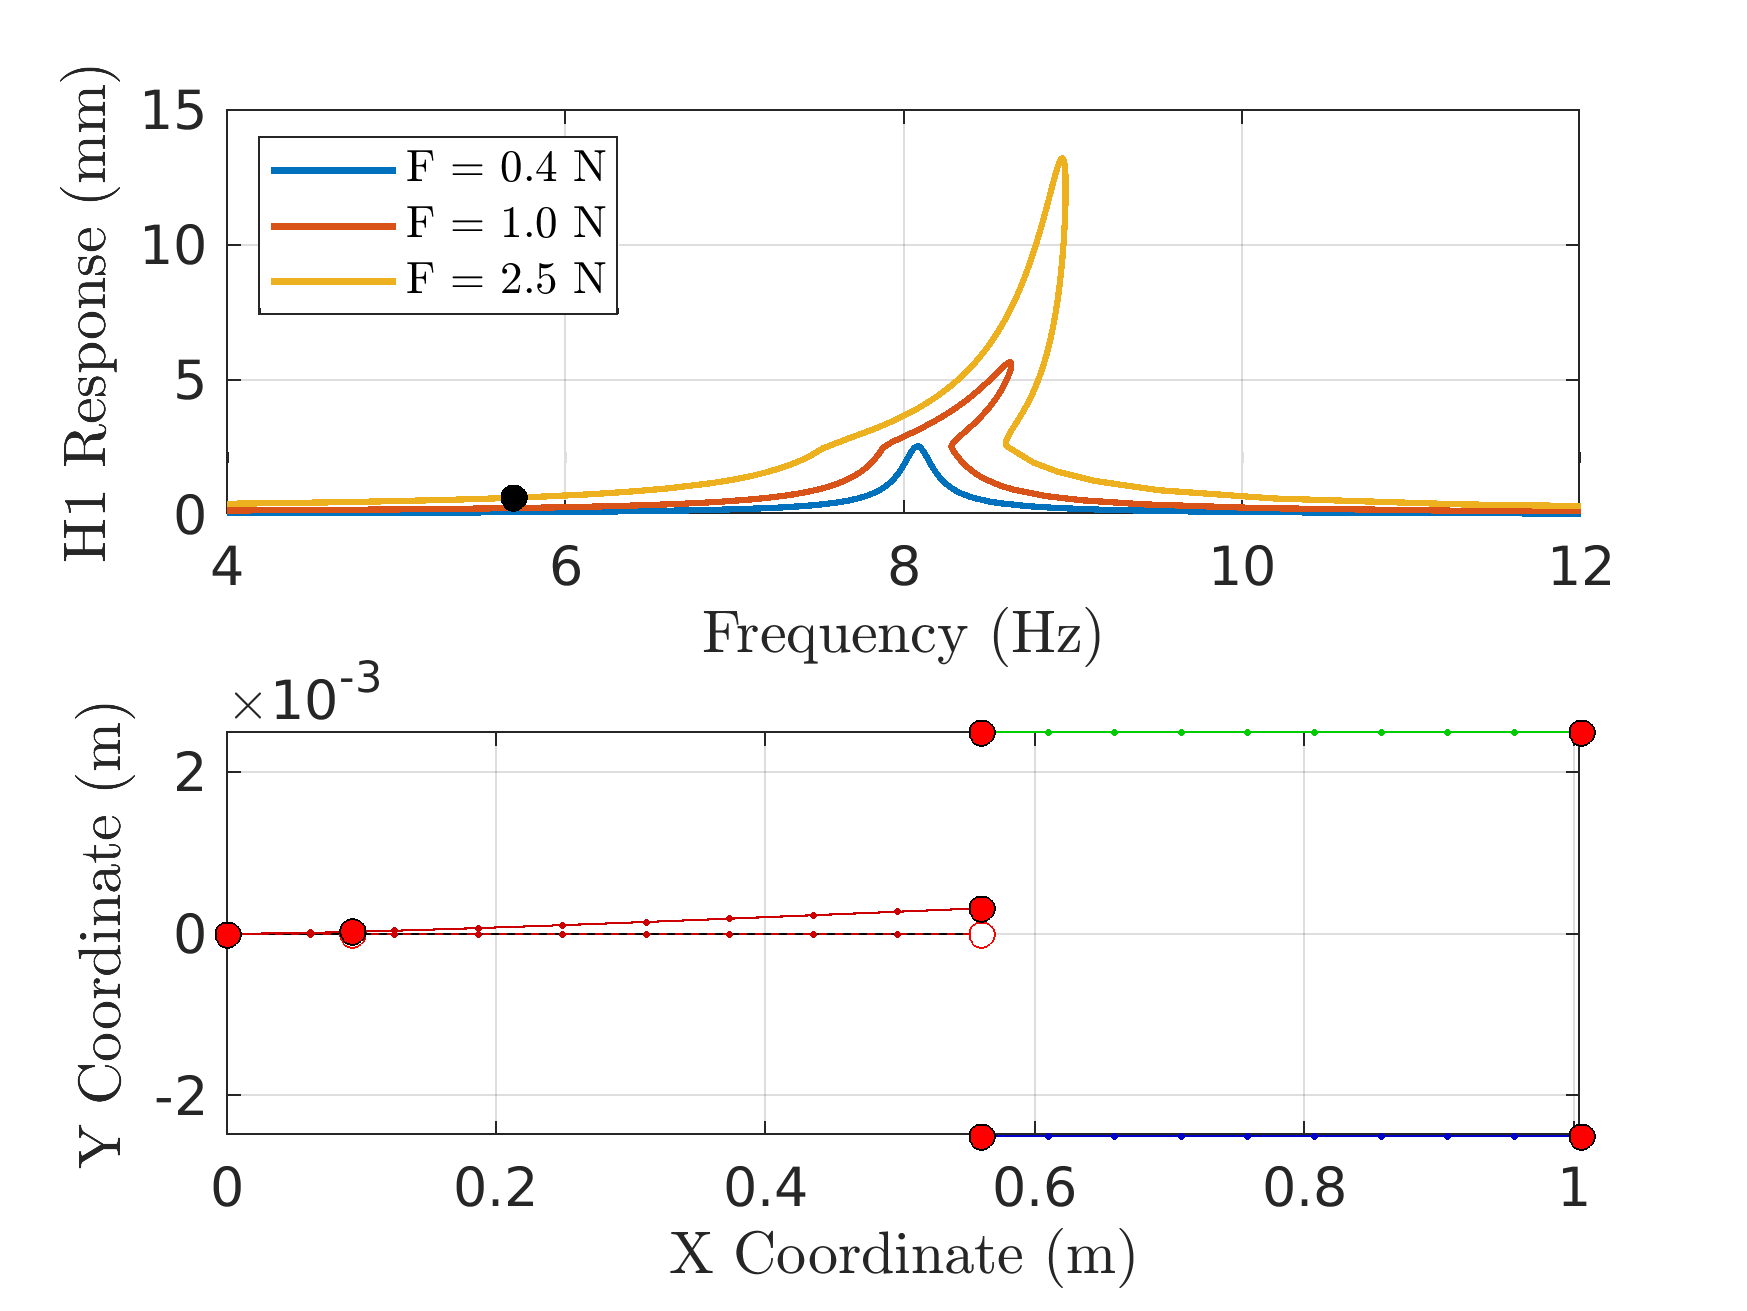 H1 Response (mm)
15
10
5
0
F = 0.4 N
F = 1.0 N
F = 2.5 N
4 6 8 10 12
Frequency (Hz)
×10-3
Y Coordinate (m)
2
0
-2
0 0.2 0.4 0.6 0.8 1
X Coordinate (m)